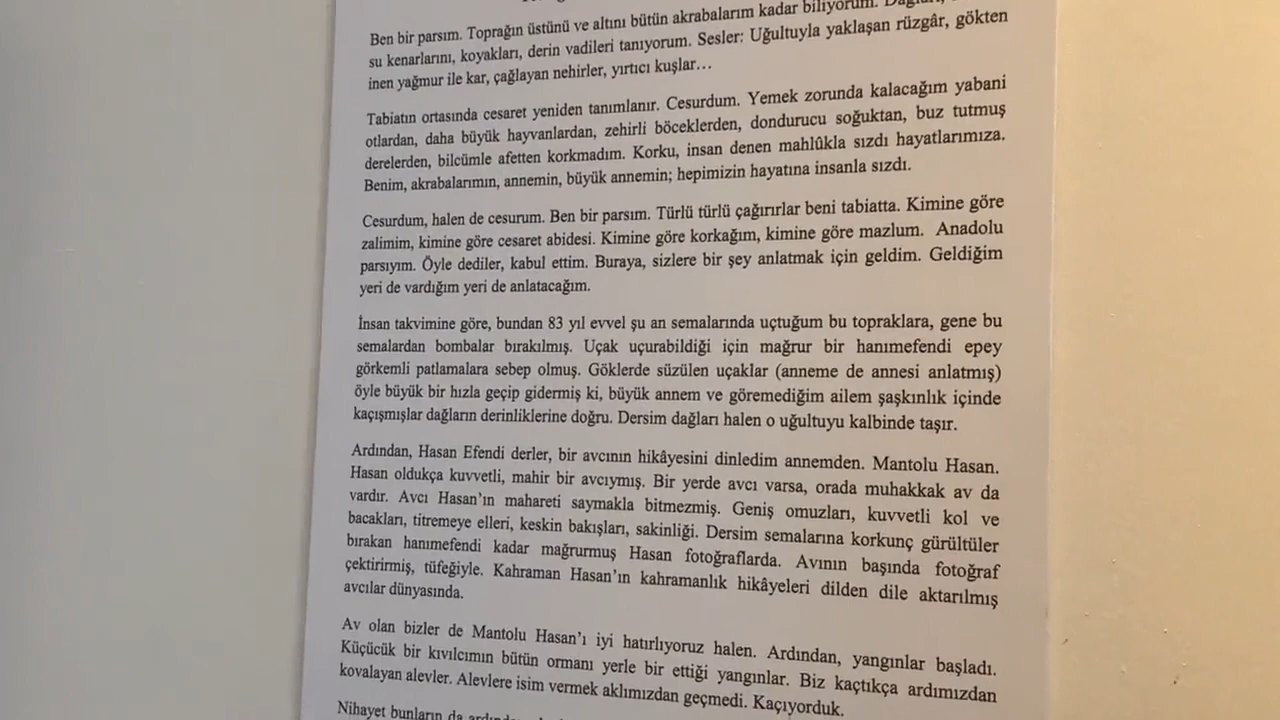 Ben bir parsım. Toprağın üstünü ve altını bütün akrabalarım kadar biliyorum.
su kenarlarını, koyakları, derin vadileri tanıyorum. Sesler: Uğultuyla yaklaşan rüzgâr, gökten
inen yağmur ile kar, çağlayan nehirler, yırtıcı kuşlar…
Tabiatın ortasında cesaret yeniden tanımlanır. Cesurdum. Yemek zorunda kalacağım yabani
otlardan, daha büyük hayvanlardan, zehirli böceklerden, dondurucu soğuktan, buz tutmuş
derelerden, bilcümle afetten korkmadım. Korku, insan denen mahlûkla sızdı hayatlarımıza.
Benim, akrabalarımın, annemin, büyük annemin; hepimizin hayatına insanla sızdı.
Cesurdum, halen de cesurum. Ben bir parsım. Türlü türlü çağırırlar beni tabiatta. Kimine göre
zalimim, kimine göre cesaret abidesi. Kimine göre korkağım, kimine göre mazlum. Anadolu
parsıyım. Öyle dediler, kabul ettim. Buraya, sizlere bir şey anlatmak için geldim. Geldiğim
yeri de vardığım yeri de anlatacağım.
İnsan takvimine göre, bundan 83 yıl evvel şu an semalarında uçtuğum bu topraklara, gene bu
semalardan bombalar bırakılmış. Uçak uçurabildiği için mağrur bir hanımefendi epey
görkemli patlamalara sebep olmuş. Göklerde süzülen uçaklar (anneme de annesi anlatmış)
öyle büyük bir hızla geçip gidermiş ki, büyük annem ve göremediğim ailem şaşkınlık içinde
kaçışmışlar dağların derinliklerine doğru. Dersim dağları halen o uğultuyu kalbinde taşır.
Ardından, Hasan Efendi derler, bir avcının hikâyesini dinledim annemden. Mantolu Hasan.
Hasan oldukça kuvvetli, mahir bir avcıymış. Bir yerde avcı varsa, orada muhakkak av da
vardır. Avcı Hasan’ın mahareti saymakla bitmezmiş. Geniş omuzları, kuvvetli kol ve
bacakları, titremeye elleri, keskin bakışları, sakinliği. Dersim semalarına korkunç gürültüler
bırakan hanımefendi kadar mağrurmuş Hasan fotoğraflarda. Avının başında fotoğraf
çektirirmiş, tüfeğiyle. Kahraman Hasan’ın kahramanlık hikâyeleri dilden dile aktarılmış
avcılar dünyasında.
Av olan bizler de Mantolu Hasan’ı iyi hatırlıyoruz halen. Ardından, yangınlar başladı.
Küçücük bir kıvılcımın bütün ormanı yerle bir ettiği yangınlar. Biz kaçtıkça ardımızdan
kovalayan alevler. Alevlere isim vermek aklımızdan geçmedi. Kaçıyorduk.
Nihayet bunların da